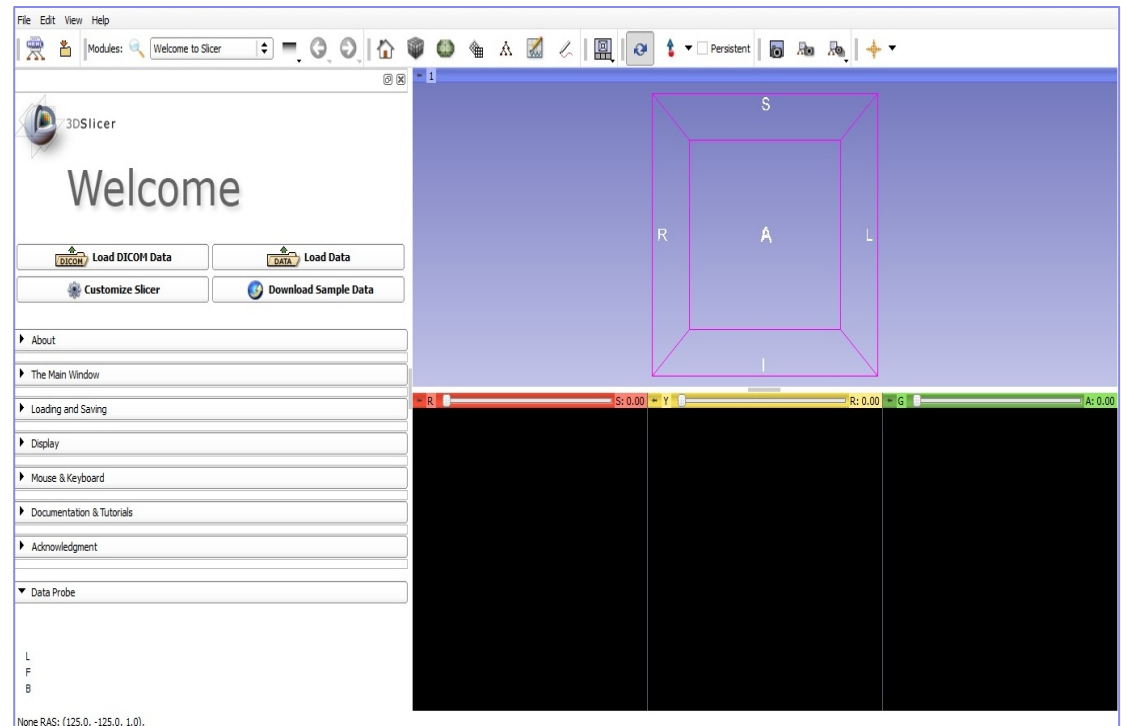 File Edit View Help
Modules: Welcome to Slicer Persistent
1
3DSlicer
Welcome
DICOM Load DICOM Data DATA Load Data
Customize Slicer Download Sample Data
About
The Main Window
Loading and Saving
Display
Mouse & Keyboard
Documentation & Tutorials
Acknowledgment
Data Probe
L
F
B
None RAS: (125.0, -125.0, 1.0).
S
R A L
I
R S: 0.00 Y R: 0.00 G A: 0.00